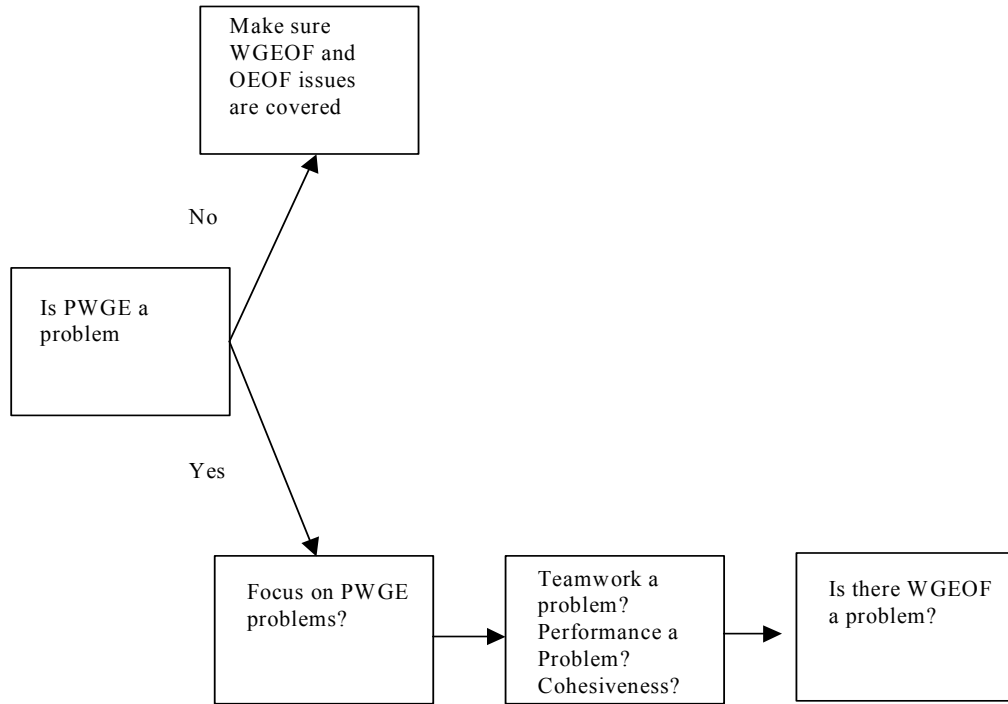 Make sure
WGEOF and
OEOF issues
are covered
No
Is PWGE a
problem
Yes
Focus on PWGE
problems?
Teamwork a
problem?
Performance a
Problem?
Cohesiveness?
Is there WGEOF
a problem?